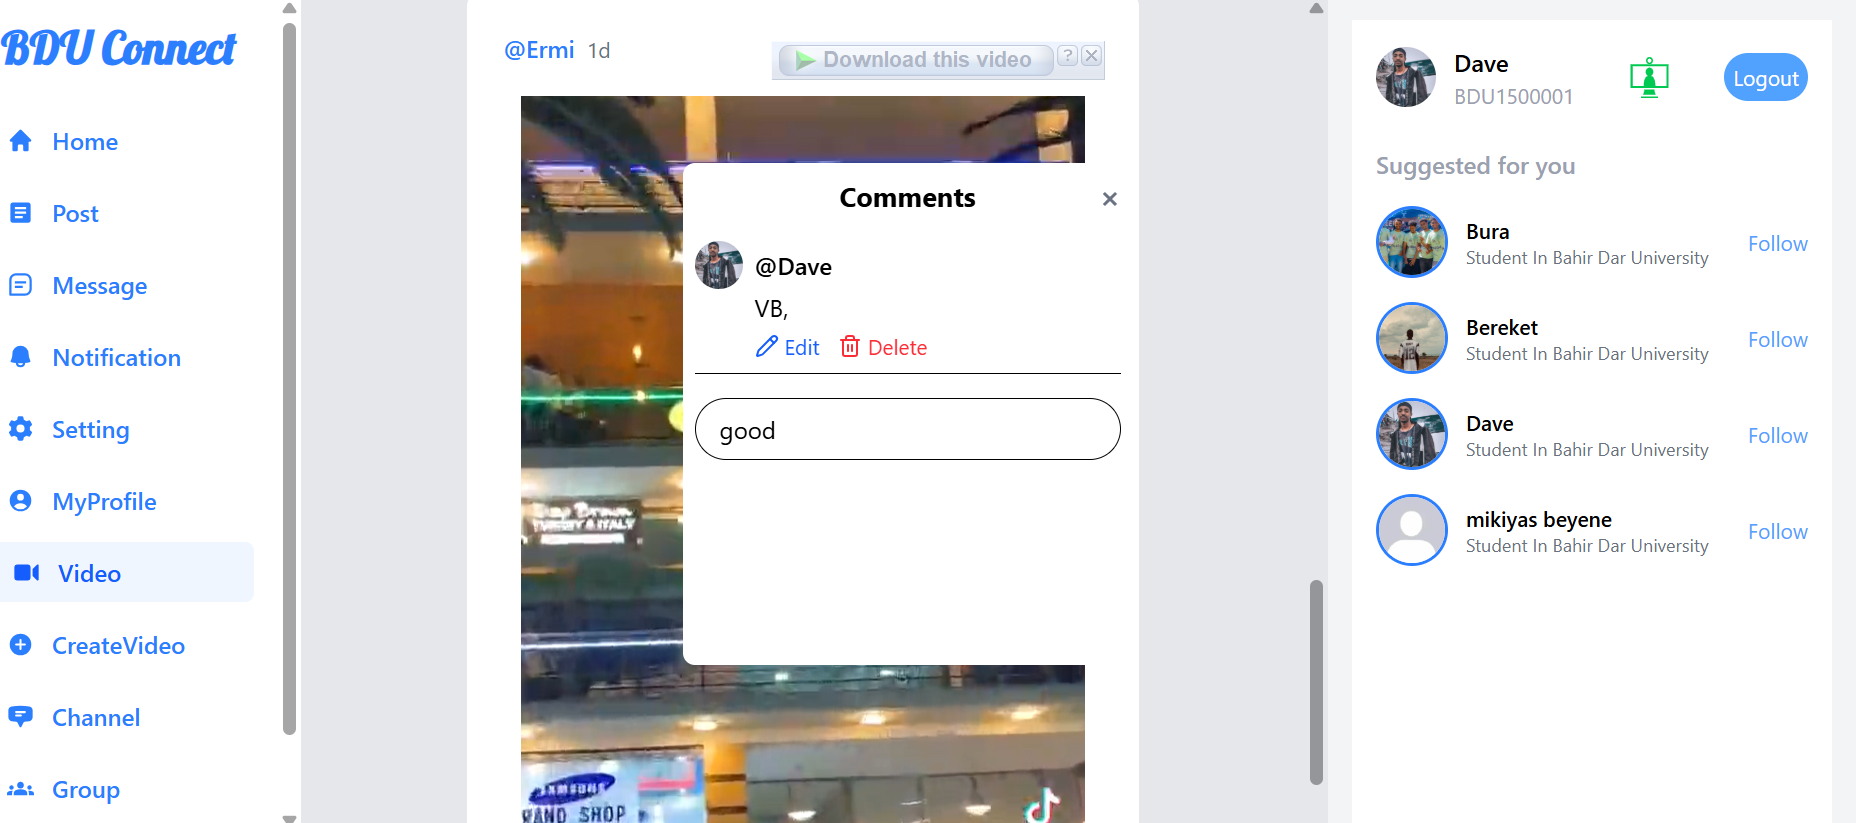 BDU Connect
Home
Post
Message
Notification
Setting
MyProfile
Video
CreateVideo
Channel
Group
@Ermi 1d
Download this video ?
Comments ×
@Dave
VB,
Edit Delete
good
TURKEY & ITALY
SAMSUNG
RAND SHOP
Dave
BDU1500001
Logout
Suggested for you
Bura
Student In Bahir Dar University
Follow
Bereket
Student In Bahir Dar University
Follow
Dave
Student In Bahir Dar University
Follow
mikiyas beyene
Student In Bahir Dar University
Follow